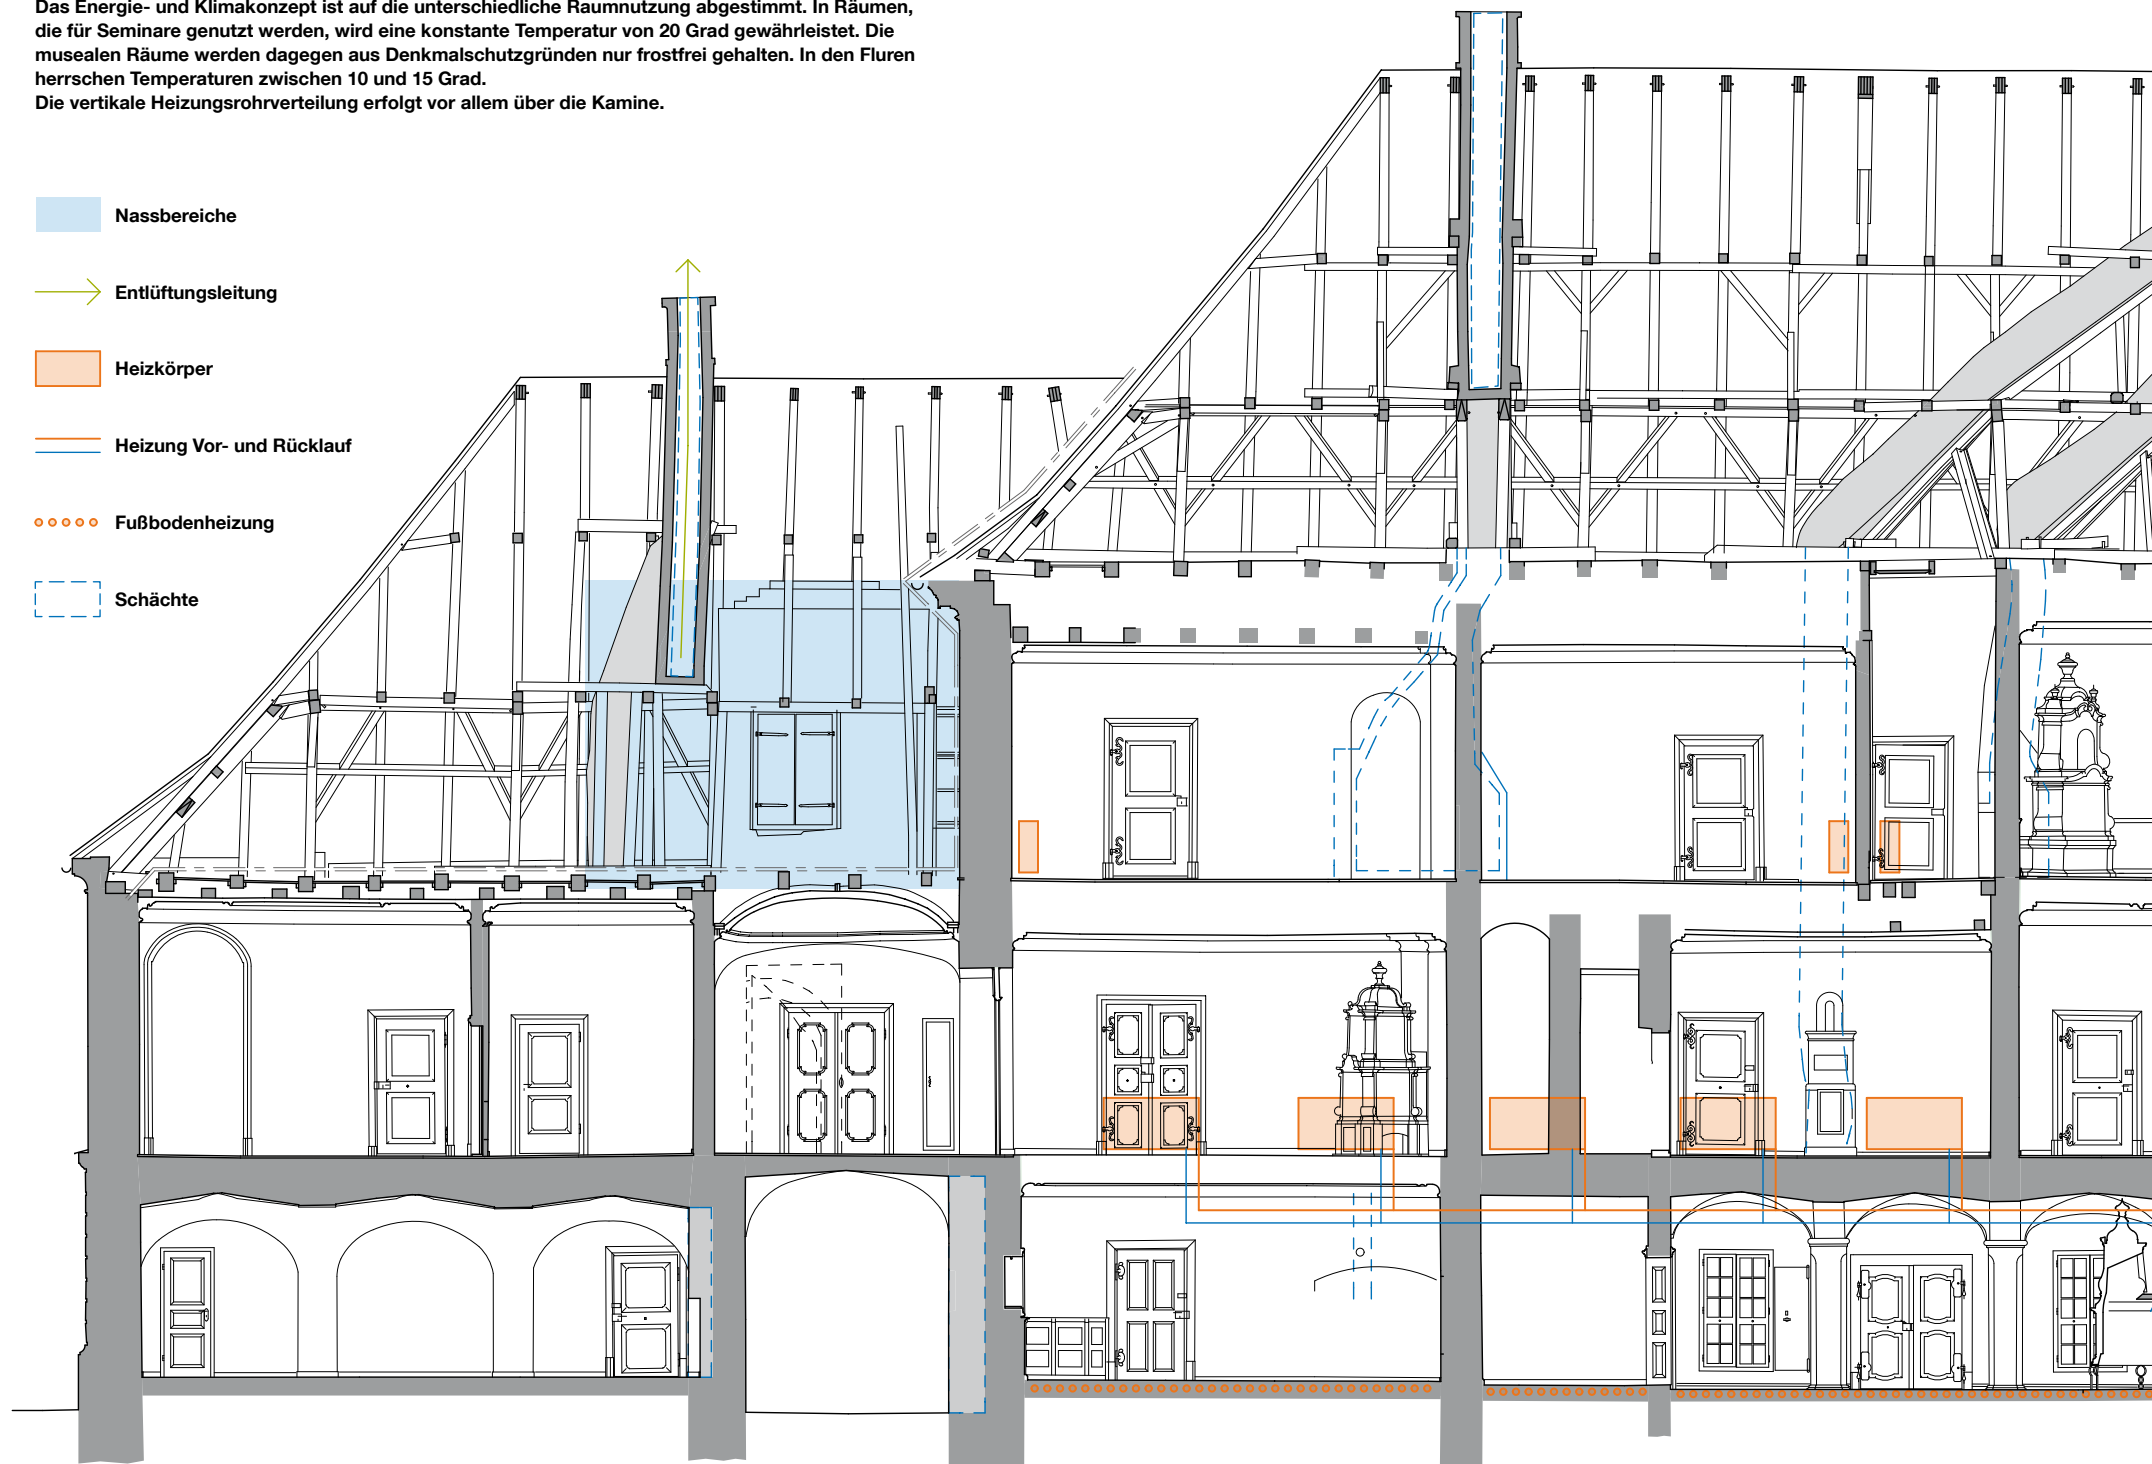 Das Energie- und Klimakonzept ist auf die unterschiedliche Raumnutzung abgestimmt. In Räumen,
die für Seminare genutzt werden, wird eine konstante Temperatur von 20 Grad gewährleistet. Die
musealen Räume werden dagegen aus Denkmalschutzgründen nur frostfrei gehalten. In den Fluren
herrschen Temperaturen zwischen 10 und 15 Grad.
Die vertikale Heizungsrohrverteilung erfolgt vor allem über die Kamine.
Nassbereiche
Entlüftungsleitung
Heizkörper
Heizung Vor- und Rücklauf
Fußbodenheizung
Schächte